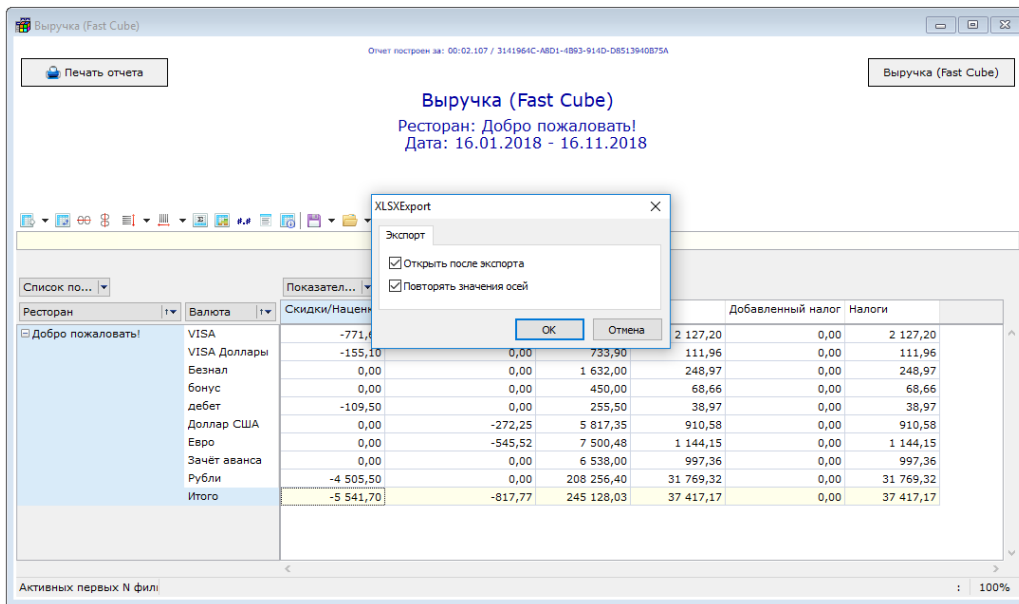 Выручка (Fast Cube)
Отчет построен за: 00:02.107 / 3141964C-A8D1-4B93-914D-D8513940B75A
Печать отчета
Выручка (Fast Cube)
Выручка (Fast Cube)
Ресторан: Добро пожаловать!
Дата: 16.01.2018 - 16.11.2018
XLSXExport
Экспорт
Открыть после экспорта
Повторять значения осей
OK Отмена
Список по... Показател...
Ресторан Валюта Скидки/Наценк Добавленный налог Налоги
Добро пожаловать! VISA -771,6 2 127,20 0,00 2 127,20
VISA Доллары -155,10 0,00 733,90 111,96 0,00 111,96
Безнал 0,00 0,00 1 632,00 248,97 0,00 248,97
бонус 0,00 0,00 450,00 68,66 0,00 68,66
дебет -109,50 0,00 255,50 38,97 0,00 38,97
Доллар США 0,00 -272,25 5 817,35 910,58 0,00 910,58
Евро 0,00 -545,52 7 500,48 1 144,15 0,00 1 144,15
Зачёт аванса 0,00 0,00 6 538,00 997,36 0,00 997,36
Рубли -4 505,50 0,00 208 256,40 31 769,32 0,00 31 769,32
Итого -5 541,70 -817,77 245 128,03 37 417,17 0,00 37 417,17
Активных первых N фил : 100%